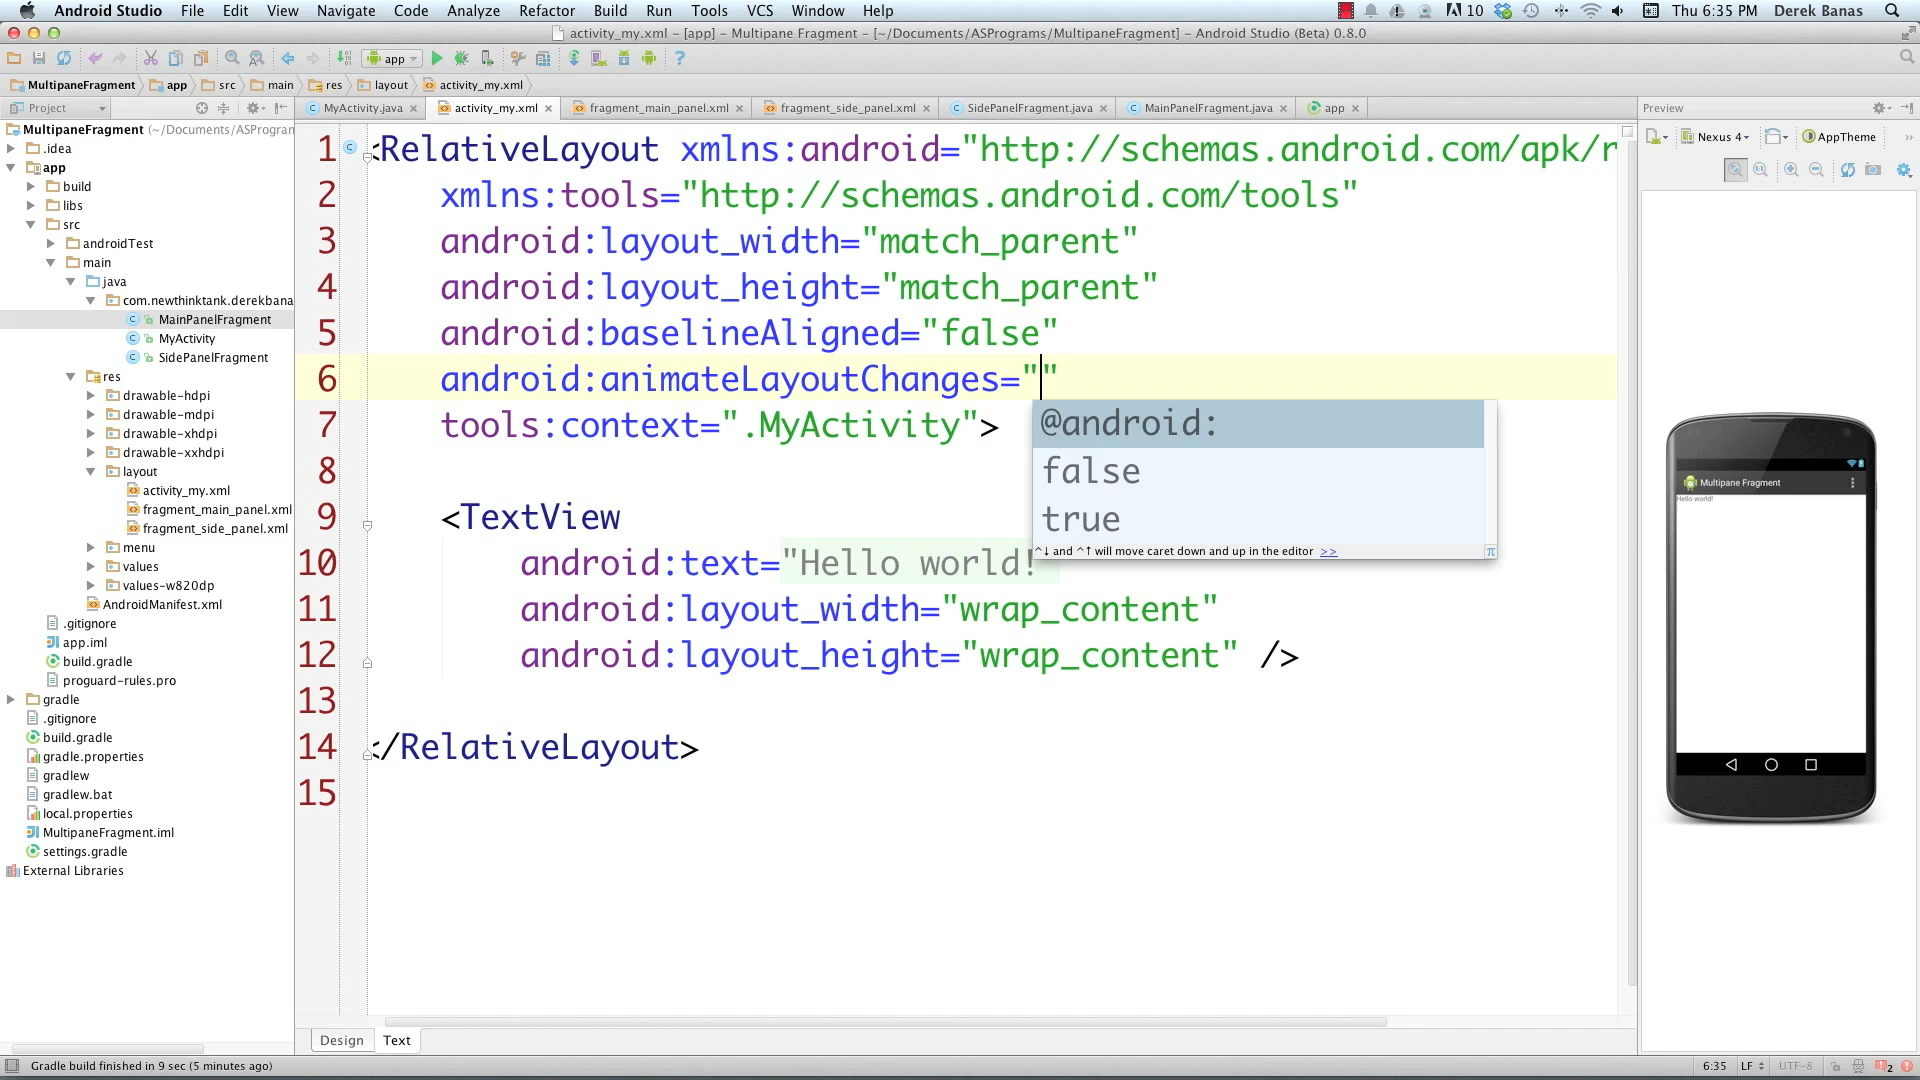 Android Studio File Edit View Navigate Code Analyze Refactor Build Run Tools VCS Window Help 10 Thu 6:35 PM Derek Banas
activity_my.xml - [app] - Multipane Fragment - [~/Documents/ASPrograms/MultipaneFragment] - Android Studio (Beta) 0.8.0
app
MultipaneFragment app src main res layout activity_my.xml
Project
MyActivity.java activity_my.xml fragment_main_panel.xml fragment_side_panel.xml SidePanelFragment.java MainPanelFragment.java app
Preview
MultipaneFragment (~/Documents/ASProgran
.idea
app
build
libs
src
androidTest
main
java
com.newthinktank.derekbana
MainPanelFragment
MyActivity
SidePanelFragment
res
drawable-hdpi
drawable-mdpi
drawable-xhdpi
drawable-xxhdpi
layout
activity_my.xml
fragment_main_panel.xml
fragment_side_panel.xml
menu
values
values-w820dp
AndroidManifest.xml
.gitignore
app.iml
build.gradle
proguard-rules.pro
gradle
.gitignore
build.gradle
gradle.properties
gradlew
gradlew.bat
local.properties
MultipaneFragment.iml
settings.gradle
External Libraries
1 <RelativeLayout xmlns:android="http://schemas.android.com/apk/r
2 xmlns:tools="http://schemas.android.com/tools"
3 android:layout_width="match_parent"
4 android:layout_height="match_parent"
5 android:baselineAligned="false"
6 android:animateLayoutChanges=""
7 tools:context=".MyActivity">
8
9 <TextView
10 android:text="Hello world!
11 android:layout_width="wrap_content"
12 android:layout_height="wrap_content" />
13
14 </RelativeLayout>
15
@android:
false
true
^↓ and ^↑ will move caret down and up in the editor >>
π
Nexus 4 AppTheme
Multipane Fragment
Hello world!
Design Text
Gradle build finished in 9 sec (5 minutes ago)
6:35 LF UTF-8 2